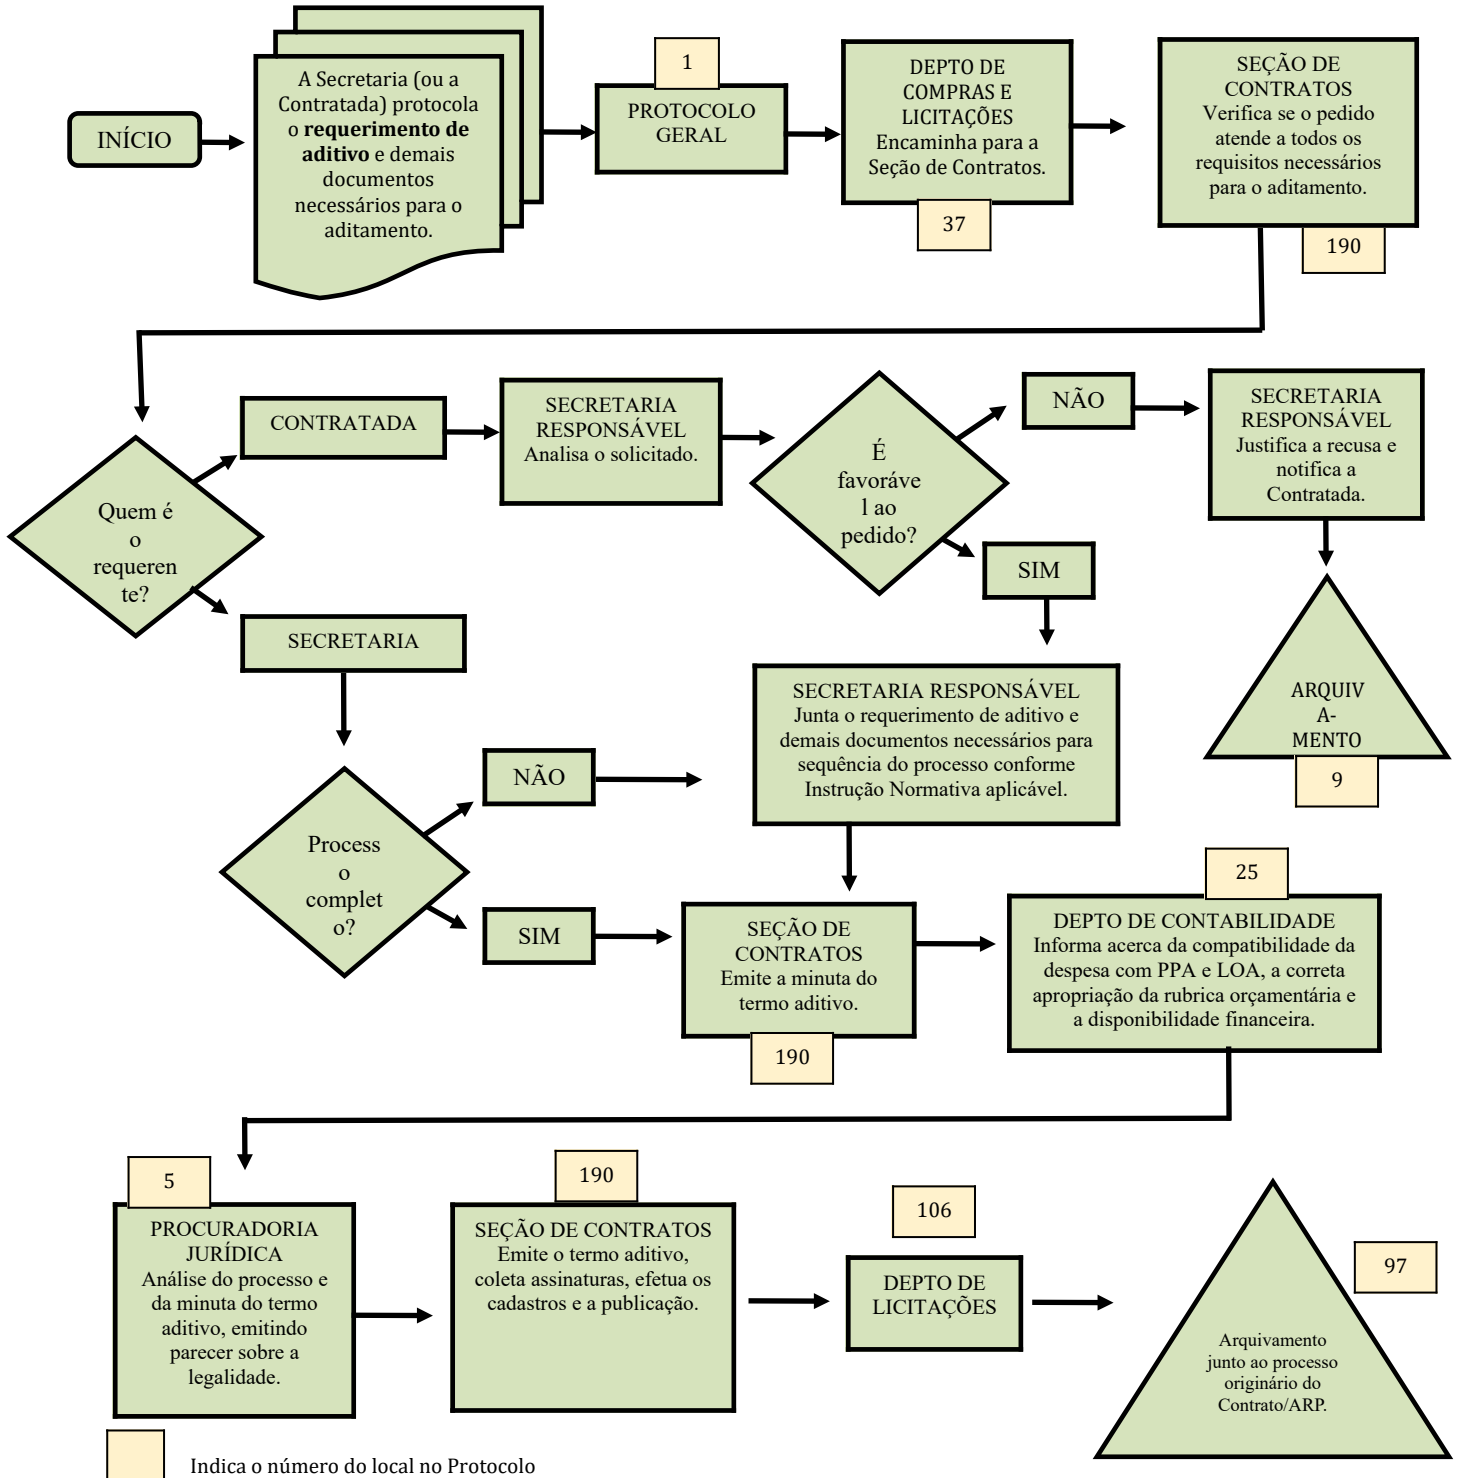 INÍCIO
A Secretaria (ou a
Contratada) protocola
o requerimento de
aditivo e demais
documentos
necessários para o
aditamento.
1
PROTOCOLO
GERAL
DEPTO DE
COMPRAS E
LICITAÇÕES
Encaminha para a
Seção de Contratos.
37
SEÇÃO DE
CONTRATOS
Verifica se o pedido
atende a todos os
requisitos necessários
para o aditamento.
190
Quem é
o
requeren
te?
CONTRATADA
SECRETARIA
RESPONSÁVEL
Analisa o solicitado.
É
favoráve
l ao
pedido?
NÃO
SECRETARIA
RESPONSÁVEL
Justifica a recusa e
notifica a
Contratada.
SIM
ARQUIV
A-
MENTO
9
SECRETARIA
SECRETARIA RESPONSÁVEL
Junta o requerimento de aditivo e
demais documentos necessários para
sequência do processo conforme
Instrução Normativa aplicável.
Process
o
complet
o?
NÃO
SIM
SEÇÃO DE
CONTRATOS
Emite a minuta do
termo aditivo.
190
25
DEPTO DE CONTABILIDADE
Informa acerca da compatibilidade da
despesa com PPA e LOA, a correta
apropriação da rubrica orçamentária e
a disponibilidade financeira.
5
PROCURADORIA
JURÍDICA
Análise do processo e
da minuta do termo
aditivo, emitindo
parecer sobre a
legalidade.
190
SEÇÃO DE CONTRATOS
Emite o termo aditivo,
coleta assinaturas, efetua os
cadastros e a publicação.
106
DEPTO DE
LICITAÇÕES
97
Arquivamento
junto ao processo
originário do
Contrato/ARP.
Indica o número do local no Protocolo